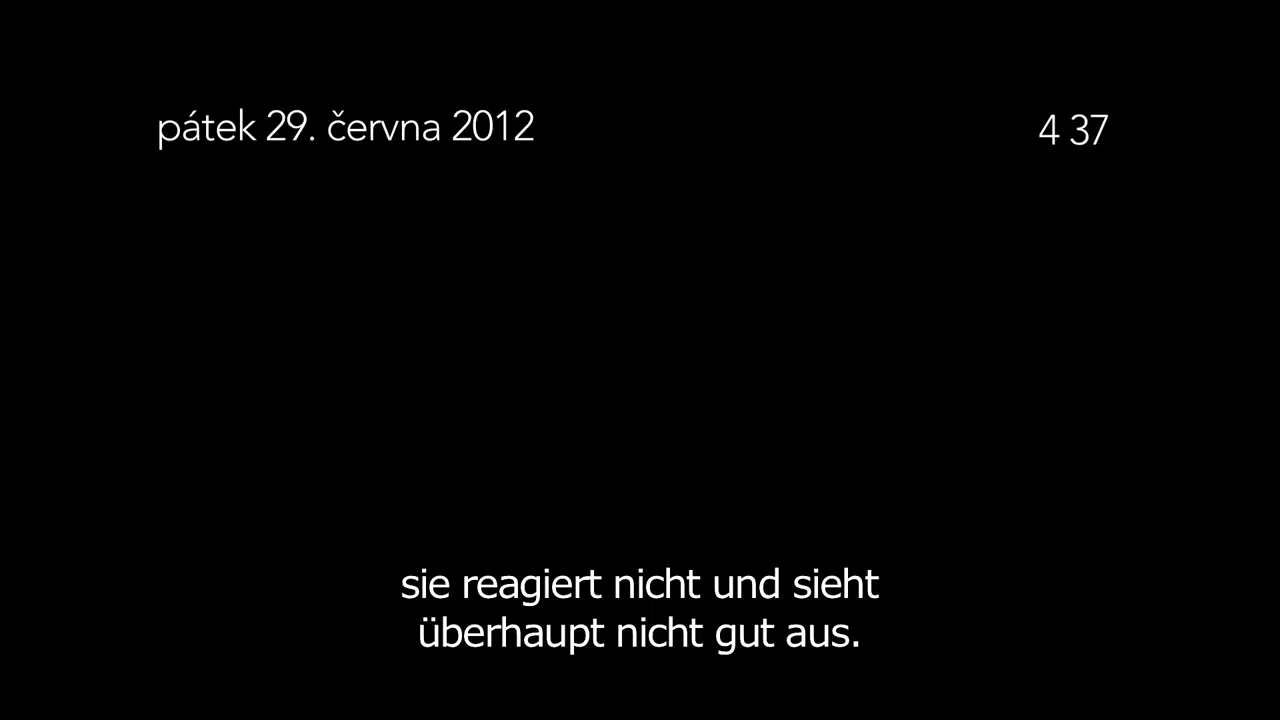 pátek 29. června 2012
4 37
sie reagiert nicht und sieht
überhaupt nicht gut aus.